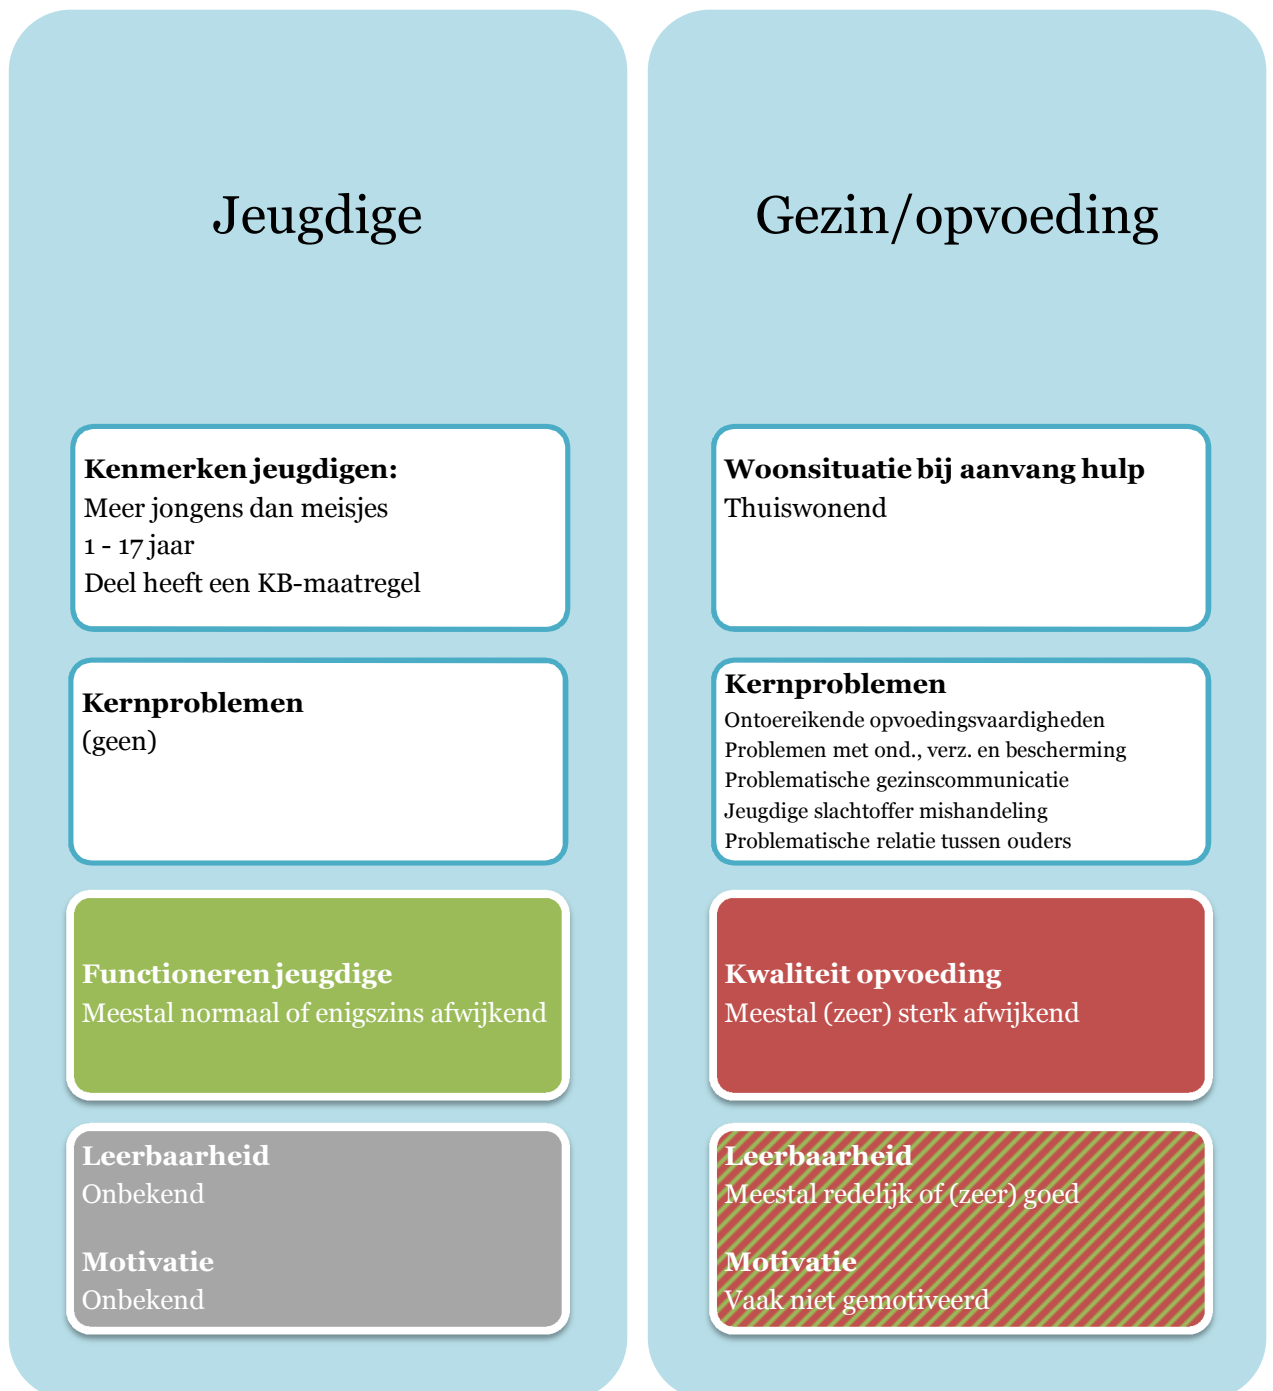 Jeugdige
Kenmerken jeugdigen:
Meer jongens dan meisjes
1 - 17 jaar
Deel heeft een KB-maatregel
Kernproblemen
(geen)
Functioneren jeugdige
Meestal normaal of enigszins afwijkend
Leerbaarheid
Onbekend
Motivatie
Onbekend
Gezin/opvoeding
Woonsituatie bij aanvang hulp
Thuiswonend
Kernproblemen
Ontoereikende opvoedingsvaardigheden
Problemen met ond., verz. en bescherming
Problematische gezinscommunicatie
Jeugdige slachtoffer mishandeling
Problematische relatie tussen ouders
Kwaliteit opvoeding
Meestal (zeer) sterk afwijkend
Leerbaarheid
Meestal redelijk of (zeer) goed
Motivatie
Vaak niet gemotiveerd